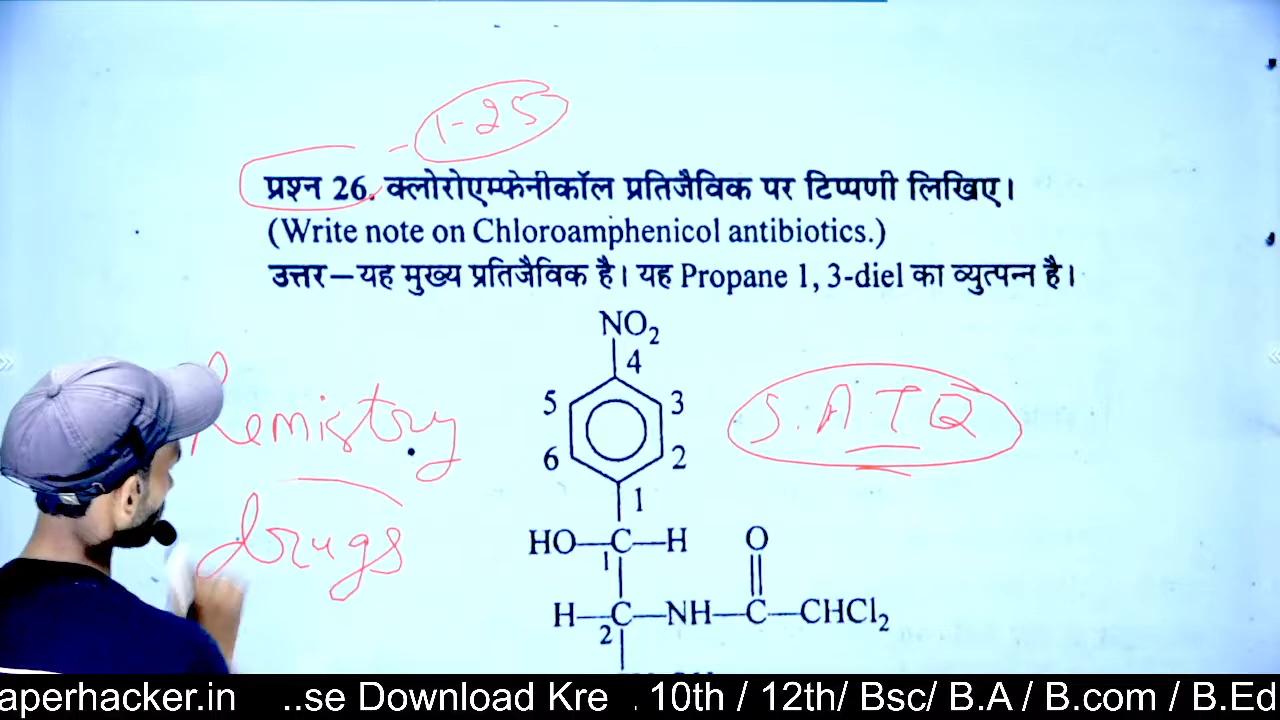 1-25
प्रश्न 26. क्लोरोएम्फेनीकॉल प्रतिजैविक पर टिप्पणी लिखिए।
(Write note on Chloroamphenicol antibiotics.)
उत्तर – यह मुख्य प्रतिजैविक है। यह Propane 1, 3-diel का व्युत्पन्न है।
NO2
4
5 3
6 2
1
S.A.T.Q
hemistry
drugs
HO—C—H O
1
H—C—NH—C—CHCl2
2
aperhacker.in ..se Download Kre . 10th / 12th/ Bsc/ B.A / B.com / B.Ed